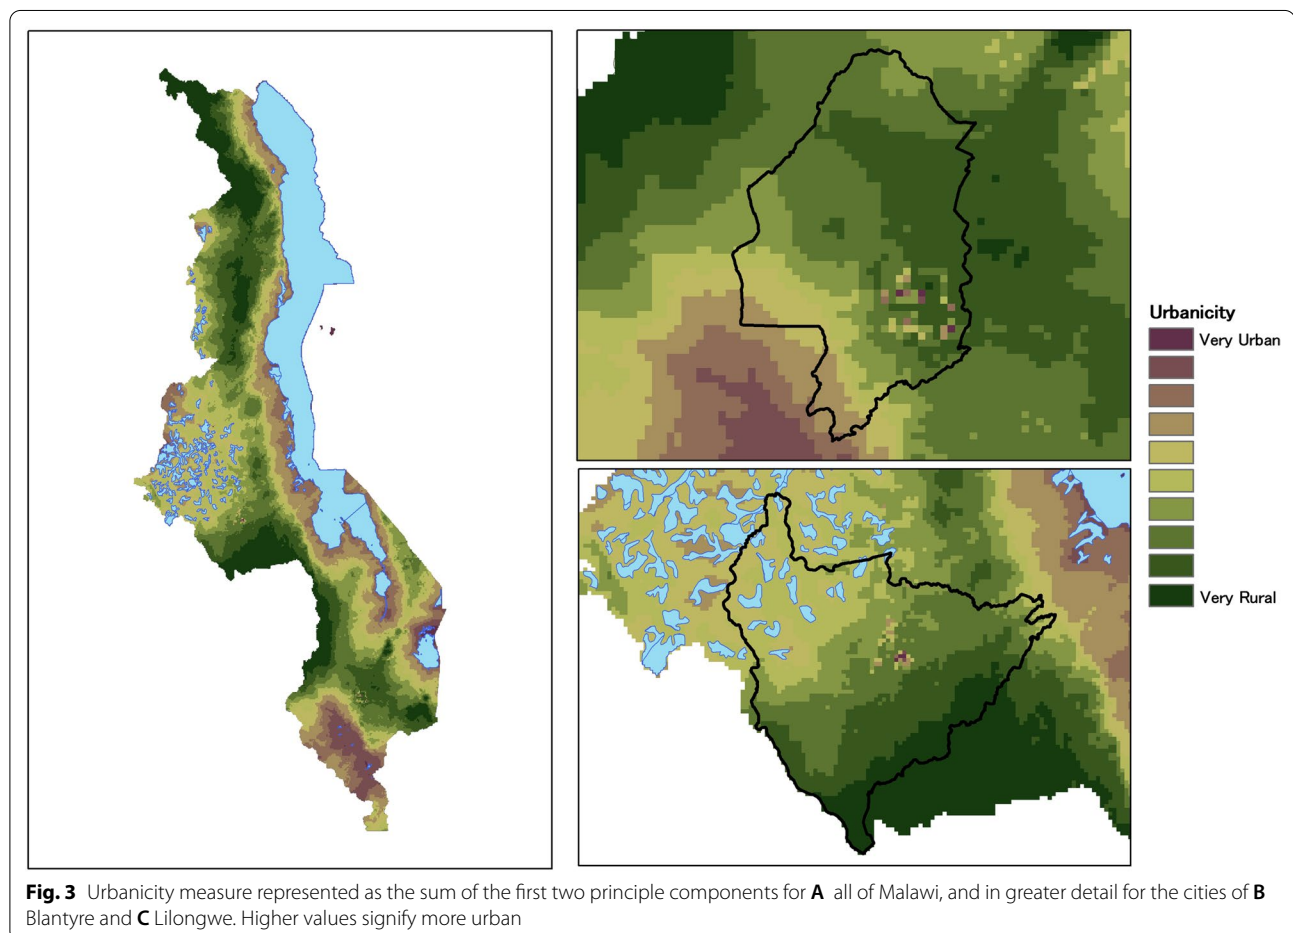 Urbanicity
Very Urban
Very Rural
Fig. 3 Urbanicity measure represented as the sum of the first two principle components for A all of Malawi, and in greater detail for the cities of B
Blantyre and C Lilongwe. Higher values signify more urban